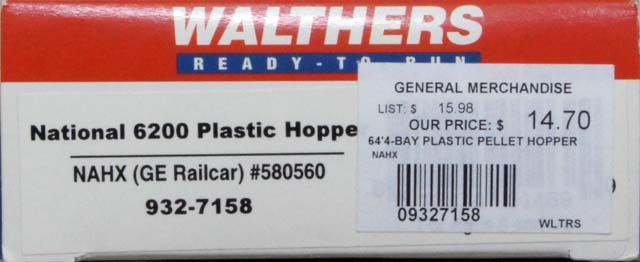 WALTHERS
READY-TO-RUN
National 6200 Plastic Hoppe
NAHX (GE Railcar) #580560
932-7158
GENERAL MERCHANDISE
LIST: $ 15.98
OUR PRICE: $ 14.70
64'4-BAY PLASTIC PELLET HOPPER
NAHX
09327158
WLTRS